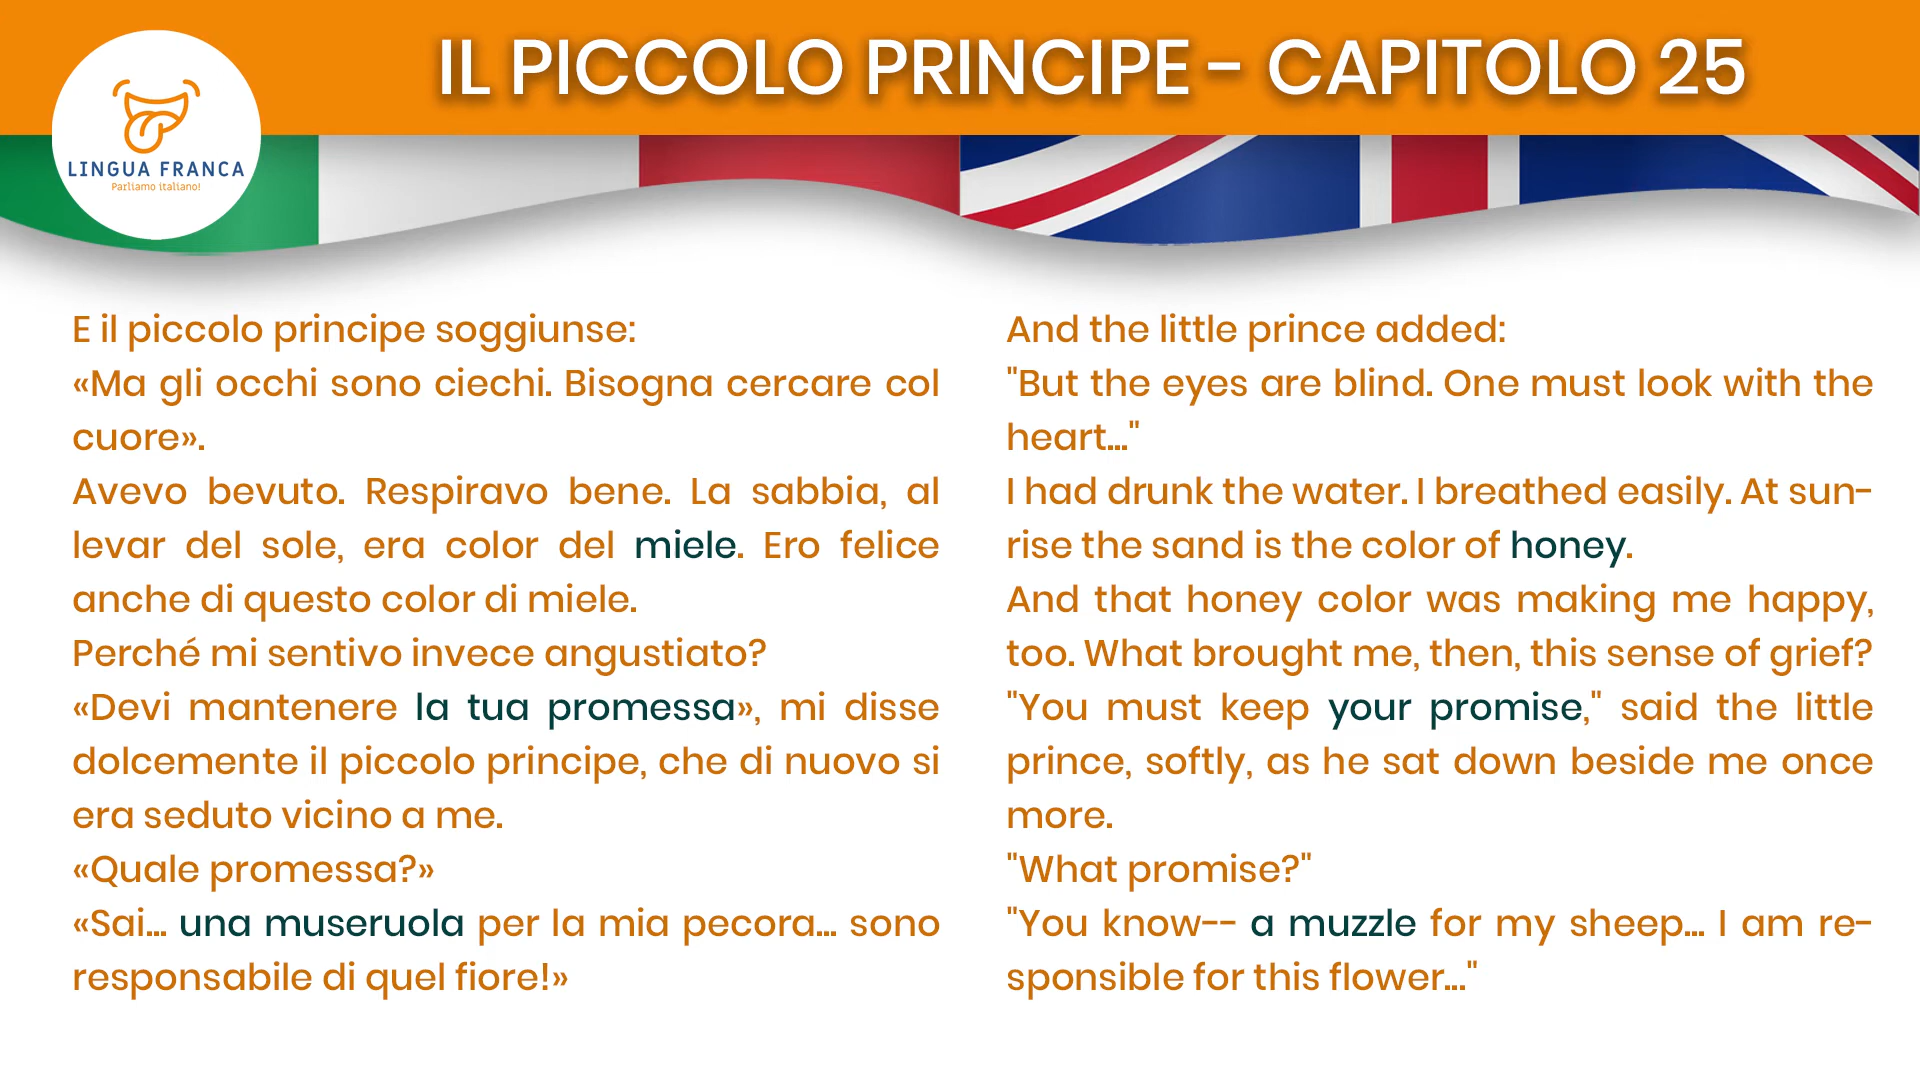 IL PICCOLO PRINCIPE - CAPITOLO 25
LINGUA FRANCA
Parliamo italiano!
E il piccolo principe soggiunse:
«Ma gli occhi sono ciechi. Bisogna cercare col
cuore».
Avevo bevuto. Respiravo bene. La sabbia, al
levar del sole, era color del miele. Ero felice
anche di questo color di miele.
Perché mi sentivo invece angustiato?
«Devi mantenere la tua promessa», mi disse
dolcemente il piccolo principe, che di nuovo si
era seduto vicino a me.
«Quale promessa?»
«Sai... una museruola per la mia pecora... sono
responsabile di quel fiore!»
And the little prince added:
"But the eyes are blind. One must look with the
heart..."
I had drunk the water. I breathed easily. At sun-
rise the sand is the color of honey.
And that honey color was making me happy,
too. What brought me, then, this sense of grief?
"You must keep your promise," said the little
prince, softly, as he sat down beside me once
more.
"What promise?"
"You know-- a muzzle for my sheep... I am re-
sponsible for this flower..."